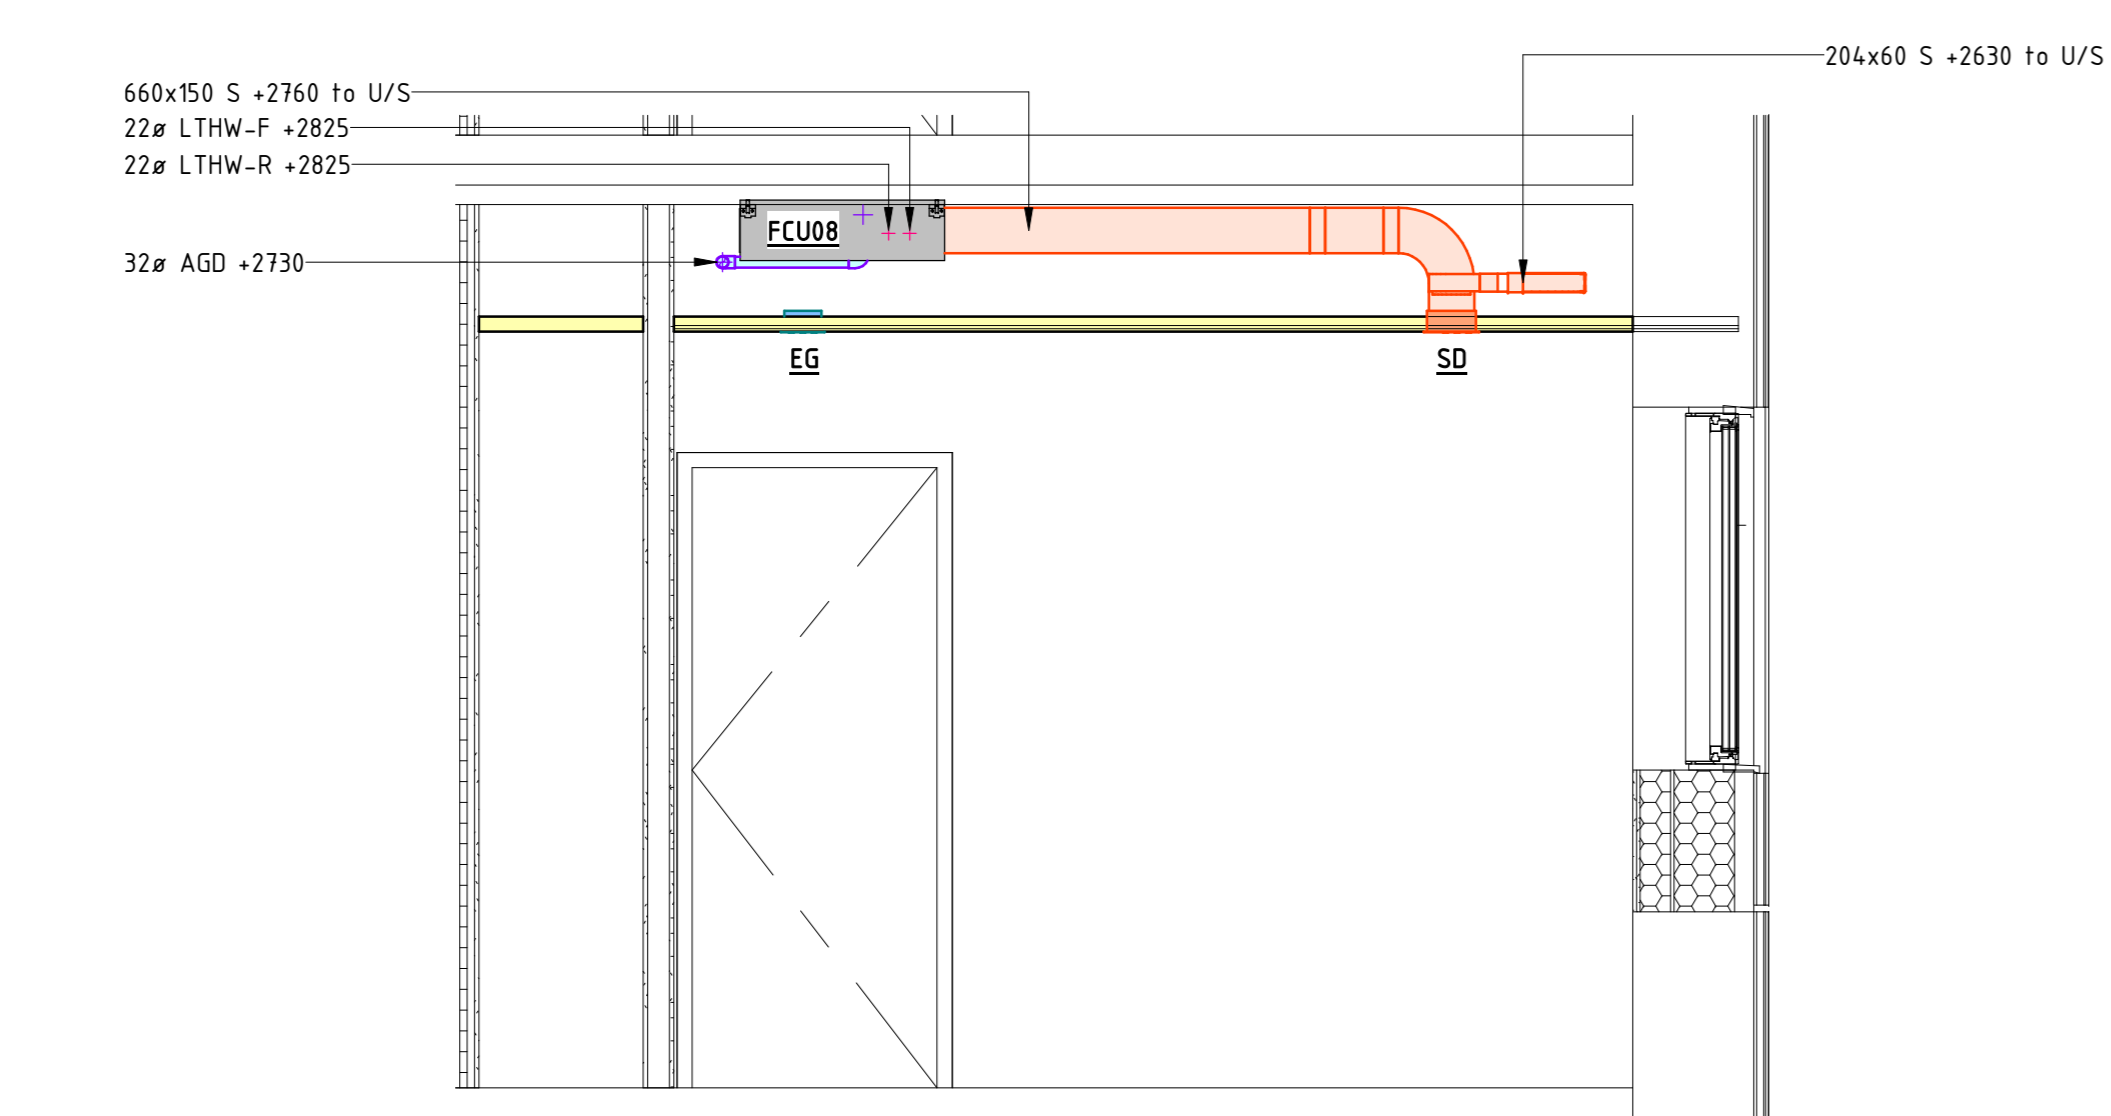 204x60 S +2630 to U/S
660x150 S +2760 to U/S
22ø LTHW-F +2825
22ø LTHW-R +2825
FCU08
32ø AGD +2730
EG
SD